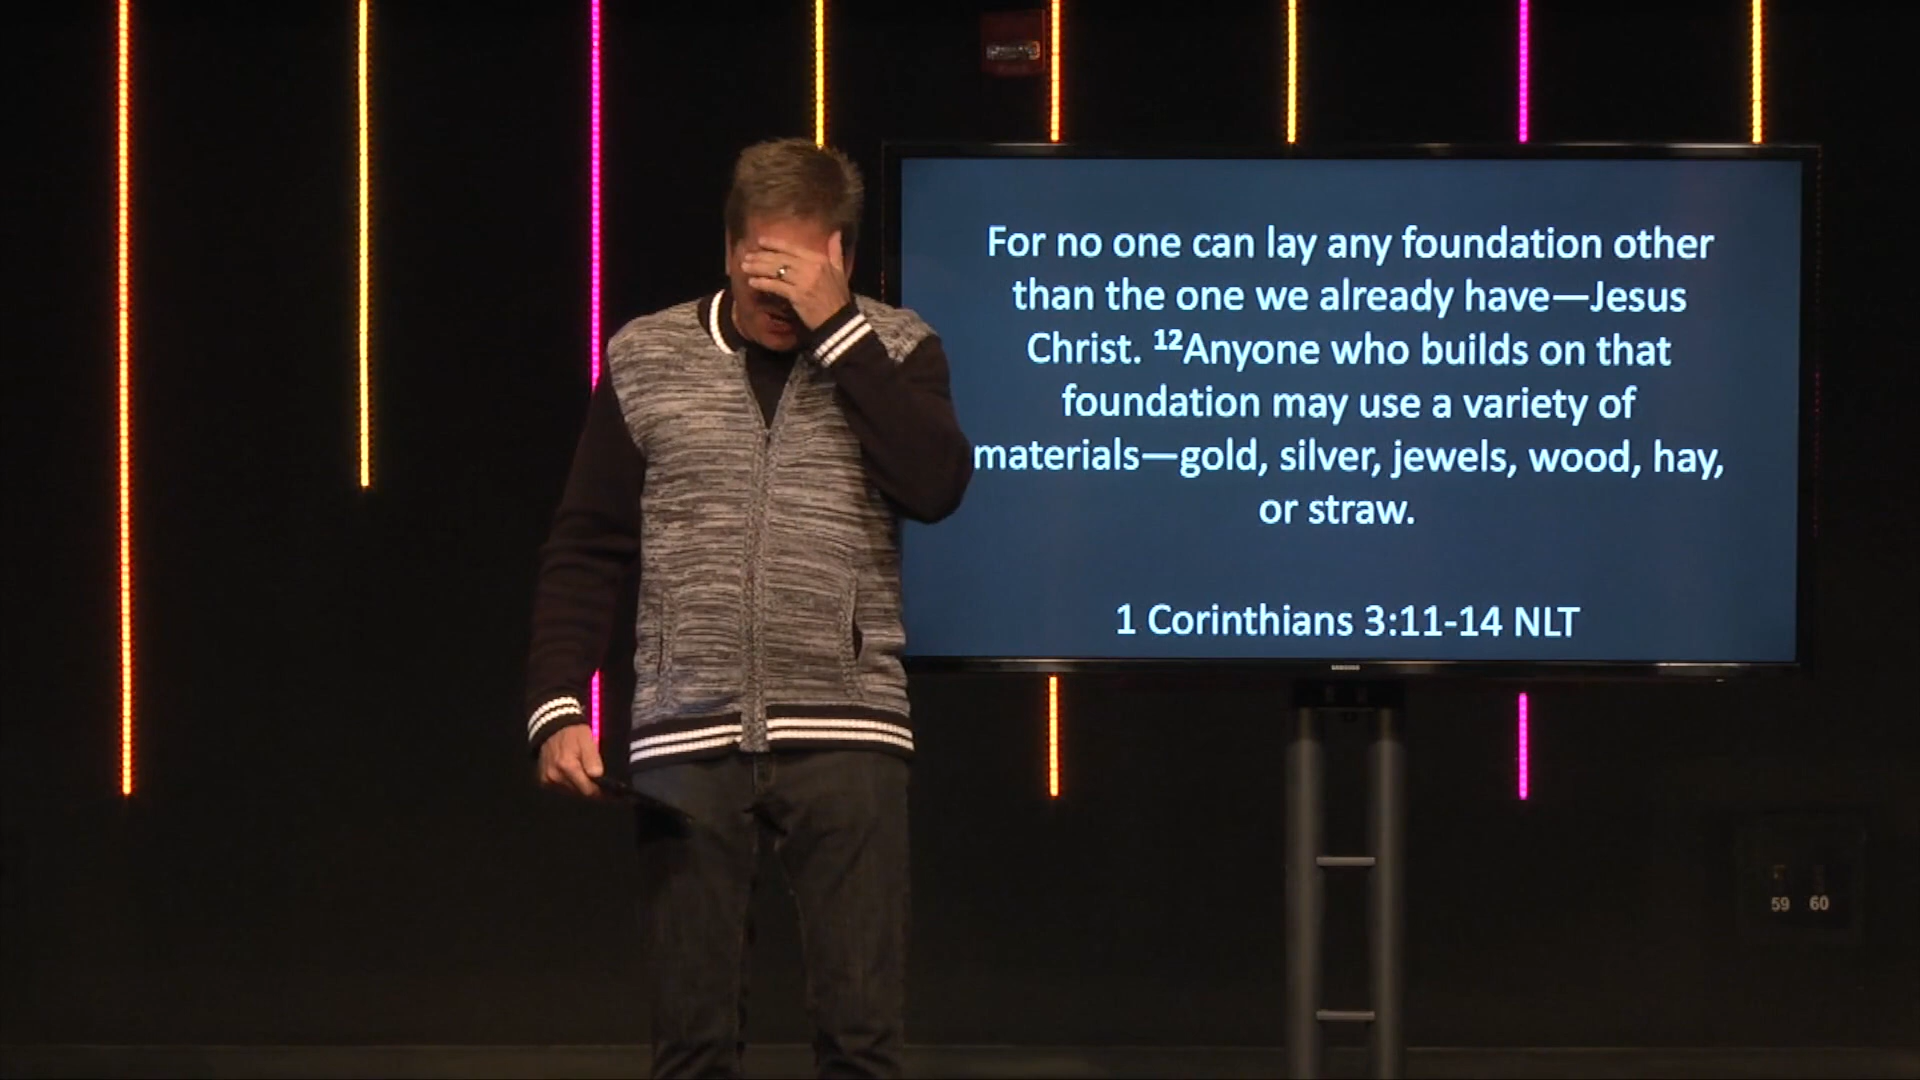 For no one can lay any foundation other
than the one we already have—Jesus
Christ. ¹²Anyone who builds on that
foundation may use a variety of
materials—gold, silver, jewels, wood, hay,
or straw.
1 Corinthians 3:11-14 NLT
SAMSUNG
59 60